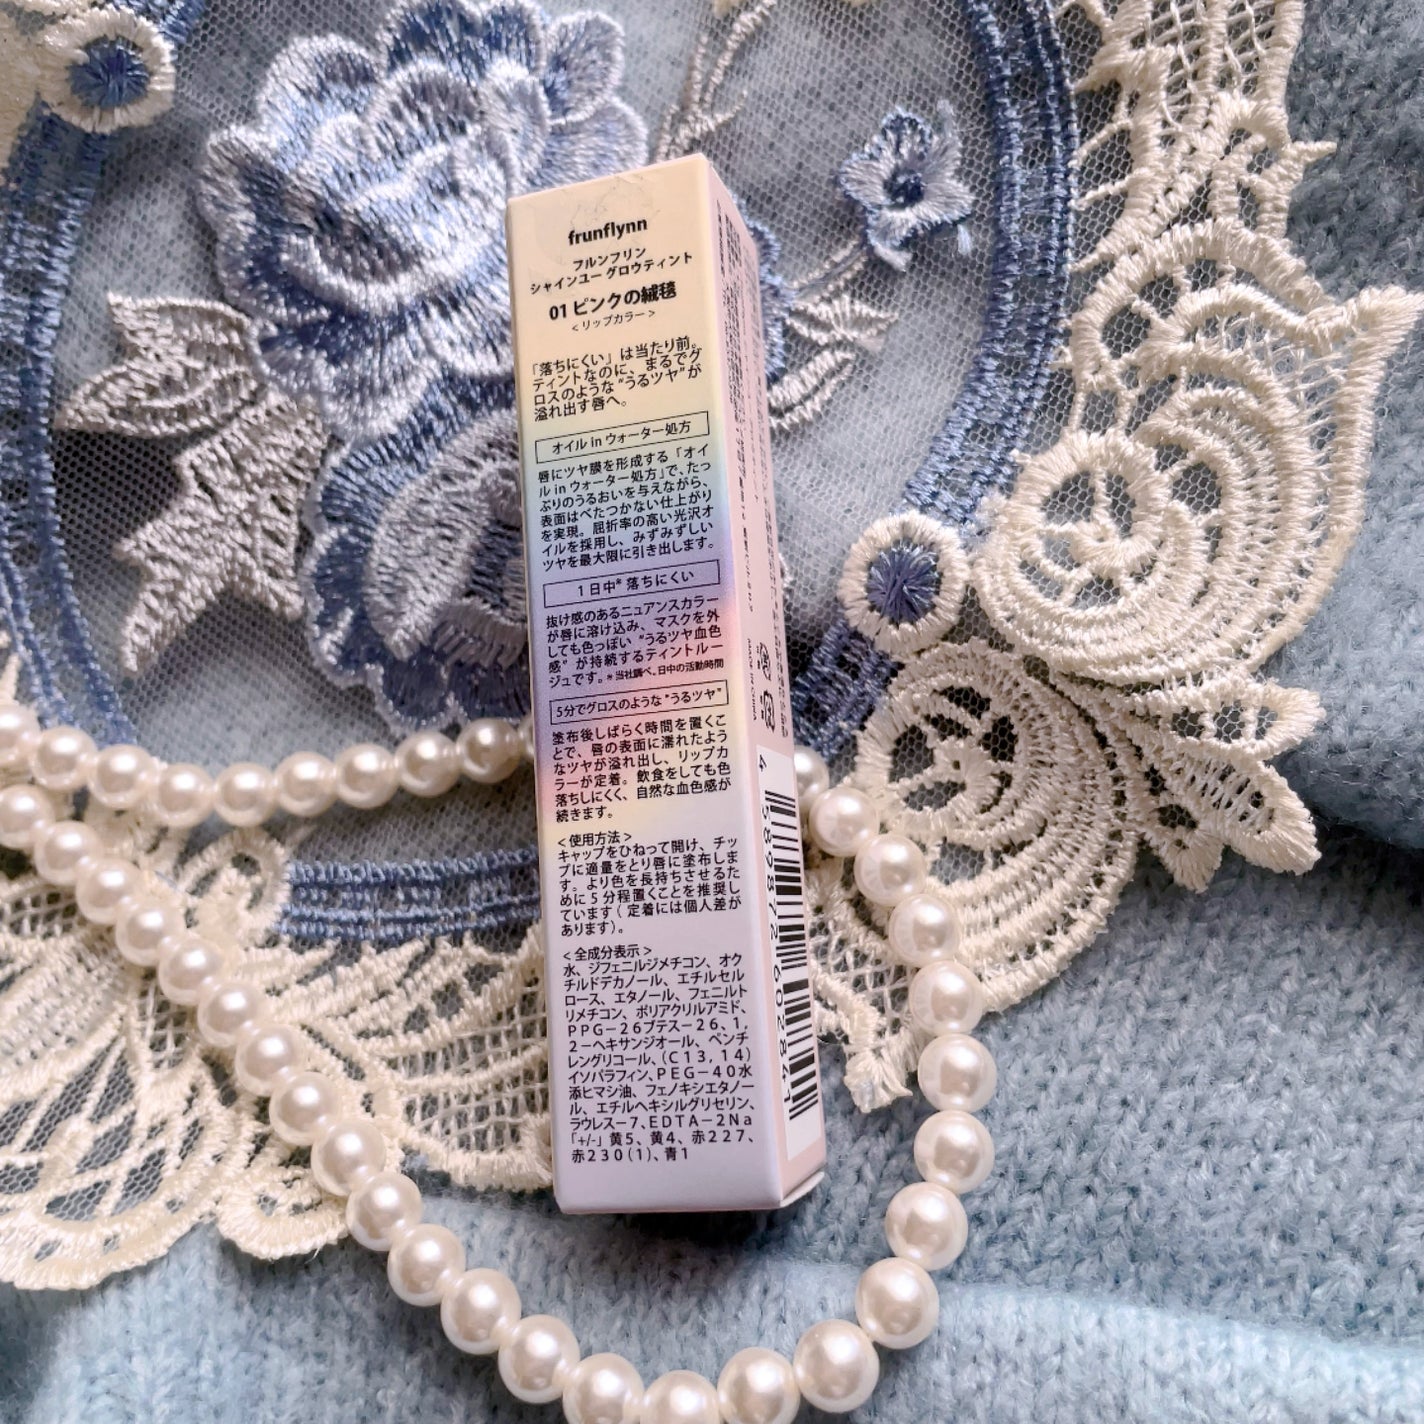 frunflynn
フルンフリン
シャインユー グロウティント
01 ピンクの絨毯
<リップカラー>
「落ちにくい」は当たり前。
ティントなのに、まるでグ
ロスのような“うるツヤ”が
溢れ出す唇へ。
オイル in ウォーター処方
唇にツヤ膜を形成する「オイ
ル in ウォーター処方」で、たっ
ぷりのうるおいを与えながら、
表面はべたつかない仕上がり
を実現。屈折率の高い光沢オ
イルを採用し、みずみずしい
ツヤを最大限に引き出します。
1日中* 落ちにくい
抜け感のあるニュアンスカラー
が唇に溶け込み、マスクを外
しても色っぽい “うるツヤ血色
感” が持続するティントルー
ジュです。*当社調べ。日中の活動時間
5分でグロスのような“うるツヤ”
塗布後しばらく時間を置くこ
とで、唇の表面に濡れたよう
なツヤが溢れ出し、リップカ
ラーが定着。飲食をしても色
落ちしにくく、自然な血色感が
続きます。
<使用方法>
キャップをひねって開け、チッ
プに適量をとり唇に塗布しま
す。より色を長持ちさせるた
めに5分程置くことを推奨し
ています(定着には個人差が
あります)。
<全成分表示>
水、ジフェニルジメチコン、オク
チルドデカノール、エチルセル
ロース、エタノール、フェニルト
リメチコン、ポリアクリルアミド、
PPG-26ブテス-26、1,
2-ヘキサンジオール、ペンチ
レングリコール、(C13,14)
イソパラフィン、PEG-40水
添ヒマシ油、フェノキシエタノー
ル、エチルヘキシルグリセリン、
ラウレス-7、EDTA-2Na
「+/-」黄5、黄4、赤227、
赤230(1)、青1
MADE IN CHINA
4 589872 602841